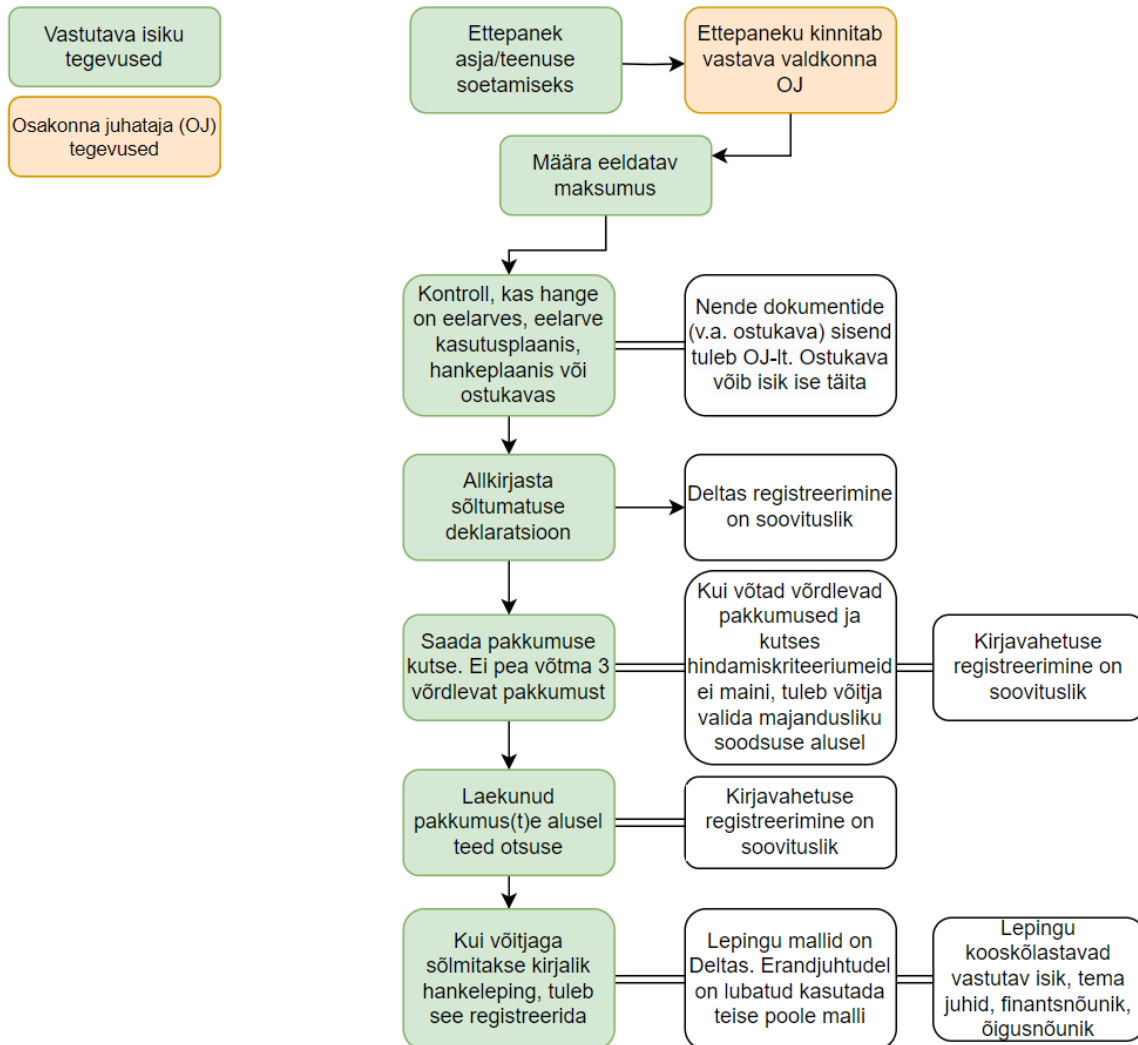 Vastutava isiku
tegevused
Osakonna juhataja (OJ)
tegevused
Ettepanek
asja/teenuse
soetamiseks
Ettepaneku kinnitab
vastava valdkonna
OJ
Määra eeldatav
maksumus
Kontroll, kas hange
on eelarves, eelarve
kasutusplaanis,
hankeplaanis või
ostukavas
Nende dokumentide
(v.a. ostukava) sisend
tuleb OJ-lt. Ostukava
võib isik ise täita
Allkirjasta
sõltumatuse
deklaratsioon
Deltas registreerimine
on soovituslik
Saada pakkumuse
kutse. Ei pea võtma 3
võrdlevat pakkumust
Kui võtad võrdlevad
pakkumused ja
kutses
hindamiskriteeriumeid
ei maini, tuleb võitja
valida majandusliku
soodsuse alusel
Kirjavahetuse
registreerimine on
soovituslik
Laekunud
pakkumus(t)e alusel
teed otsuse
Kirjavahetuse
registreerimine on
soovituslik
Kui võitjaga
sõlmitakse kirjalik
hankeleping, tuleb
see registreerida
Lepingu mallid on
Deltas. Erandjuhtudel
on lubatud kasutada
teise poole malli
Lepingu
kooskõlastavad
vastutav isik, tema
juhid, finantsnõunik,
õigusnõunik